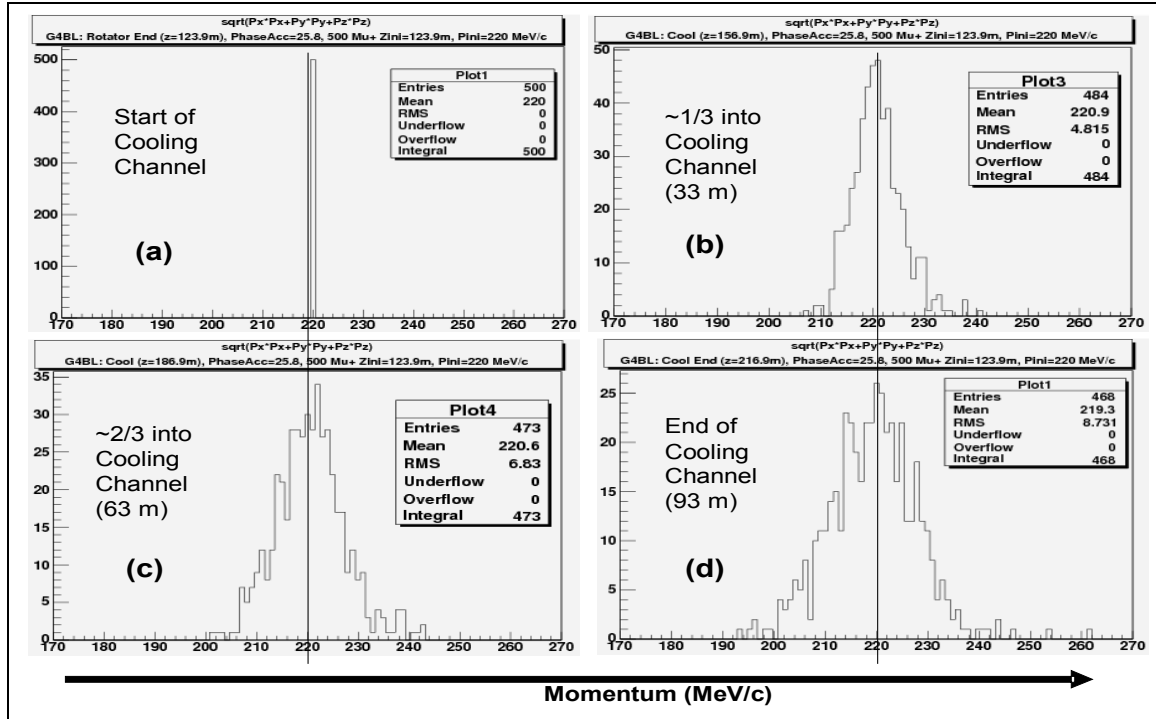 sqrt(Px*Px+Py*Py+Pz*Pz)
G4BL: Rotator End (z=123.9m), PhaseAcc=25.8, 500 Mu+ Zini=123.9m, Pini=220 MeV/c
Plot1
Entries 500
Mean 220
RMS 0
Underflow 0
Overflow 0
Integral 500
Start of
Cooling
Channel
(a)
500
400
300
200
100
0
170 180 190 200 210 220 230 240 250 260 270
sqrt(Px*Px+Py*Py+Pz*Pz)
G4BL: Cool (z=156.9m), PhaseAcc=25.8, 500 Mu+ Zini=123.9m, Pini=220 MeV/c
Plot3
Entries 484
Mean 220.9
RMS 4.815
Underflow 0
Overflow 0
Integral 484
~1/3 into
Cooling
Channel
(33 m)
(b)
50
40
30
20
10
0
170 180 190 200 210 220 230 240 250 260 270
sqrt(Px*Px+Py*Py+Pz*Pz)
G4BL: Cool (z=186.9m), PhaseAcc=25.8, 500 Mu+ Zini=123.9m, Pini=220 MeV/c
Plot4
Entries 473
Mean 220.6
RMS 6.83
Underflow 0
Overflow 0
Integral 473
~2/3 into
Cooling
Channel
(63 m)
(c)
35
30
25
20
15
10
5
0
170 180 190 200 210 220 230 240 250 260 270
sqrt(Px*Px+Py*Py+Pz*Pz)
G4BL: Cool End (z=216.9m), PhaseAcc=25.8, 500 Mu+ Zini=123.9m, Pini=220 MeV/c
Plot1
Entries 468
Mean 219.3
RMS 8.731
Underflow 0
Overflow 0
Integral 468
End of
Cooling
Channel
(93 m)
(d)
25
20
15
10
5
0
170 180 190 200 210 220 230 240 250 260 270
Momentum (MeV/c)